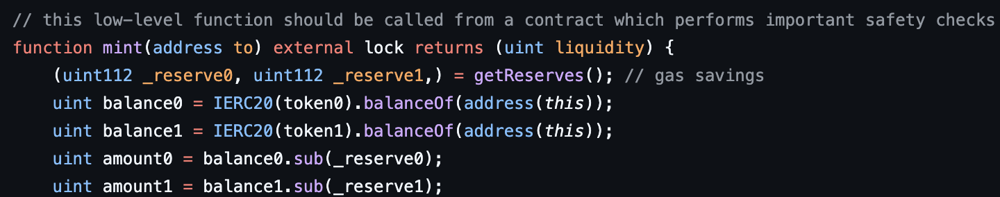 // this low-level function should be called from a contract which performs important safety checks
function mint(address to) external lock returns (uint liquidity) {
    (uint112 _reserve0, uint112 _reserve1,) = getReserves(); // gas savings
    uint balance0 = IERC20(token0).balanceOf(address(this));
    uint balance1 = IERC20(token1).balanceOf(address(this));
    uint amount0 = balance0.sub(_reserve0);
    uint amount1 = balance1.sub(_reserve1);